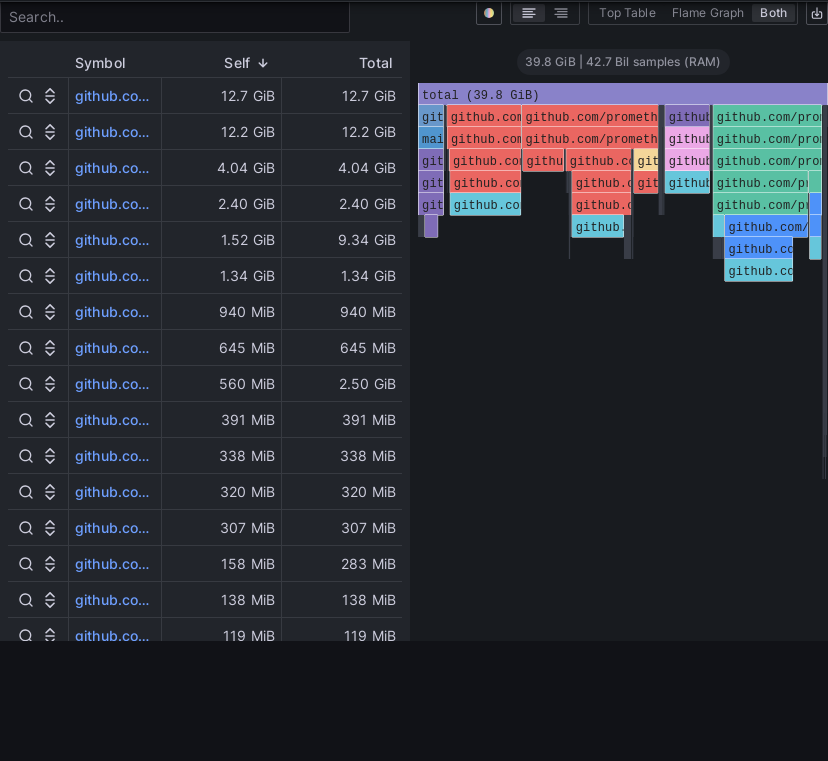 Search..
Top Table Flame Graph Both
Symbol Self Total
github.co... 12.7 GiB 12.7 GiB
github.co... 12.2 GiB 12.2 GiB
github.co... 4.04 GiB 4.04 GiB
github.co... 2.40 GiB 2.40 GiB
github.co... 1.52 GiB 9.34 GiB
github.co... 1.34 GiB 1.34 GiB
github.co... 940 MiB 940 MiB
github.co... 645 MiB 645 MiB
github.co... 560 MiB 2.50 GiB
github.co... 391 MiB 391 MiB
github.co... 338 MiB 338 MiB
github.co... 320 MiB 320 MiB
github.co... 307 MiB 307 MiB
github.co... 158 MiB 283 MiB
github.co... 138 MiB 138 MiB
github.co... 119 MiB 119 MiB
39.8 GiB | 42.7 Bil samples (RAM)
total (39.8 GiB)
git github.com github.com/prometh github github.com/prom
mai github.com github.com/prometh github github.com/prom
git github.co githu github.co git github github.com/prom
git github.co github.c git github github.com/pr
git github.co github.c github.com/pr
github. github.com/
github.co
github.co